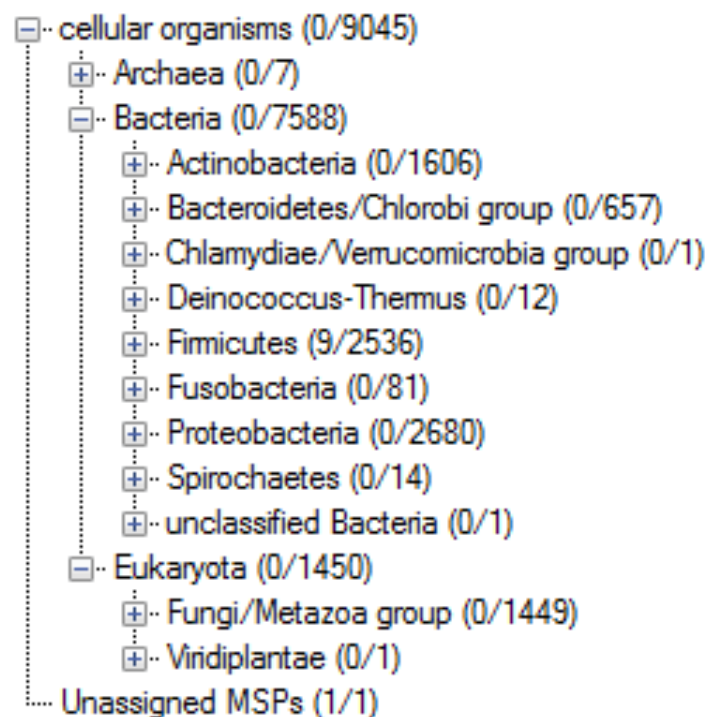 cellular organisms (0/9045)
Archaea (0/7)
Bacteria (0/7588)
Actinobacteria (0/1606)
Bacteroidetes/Chlorobi group (0/657)
Chlamydiae/Verrucomicrobia group (0/1)
Deinococcus-Thermus (0/12)
Firmicutes (9/2536)
Fusobacteria (0/81)
Proteobacteria (0/2680)
Spirochaetes (0/14)
unclassified Bacteria (0/1)
Eukaryota (0/1450)
Fungi/Metazoa group (0/1449)
Viridiplantae (0/1)
Unassigned MSPs (1/1)